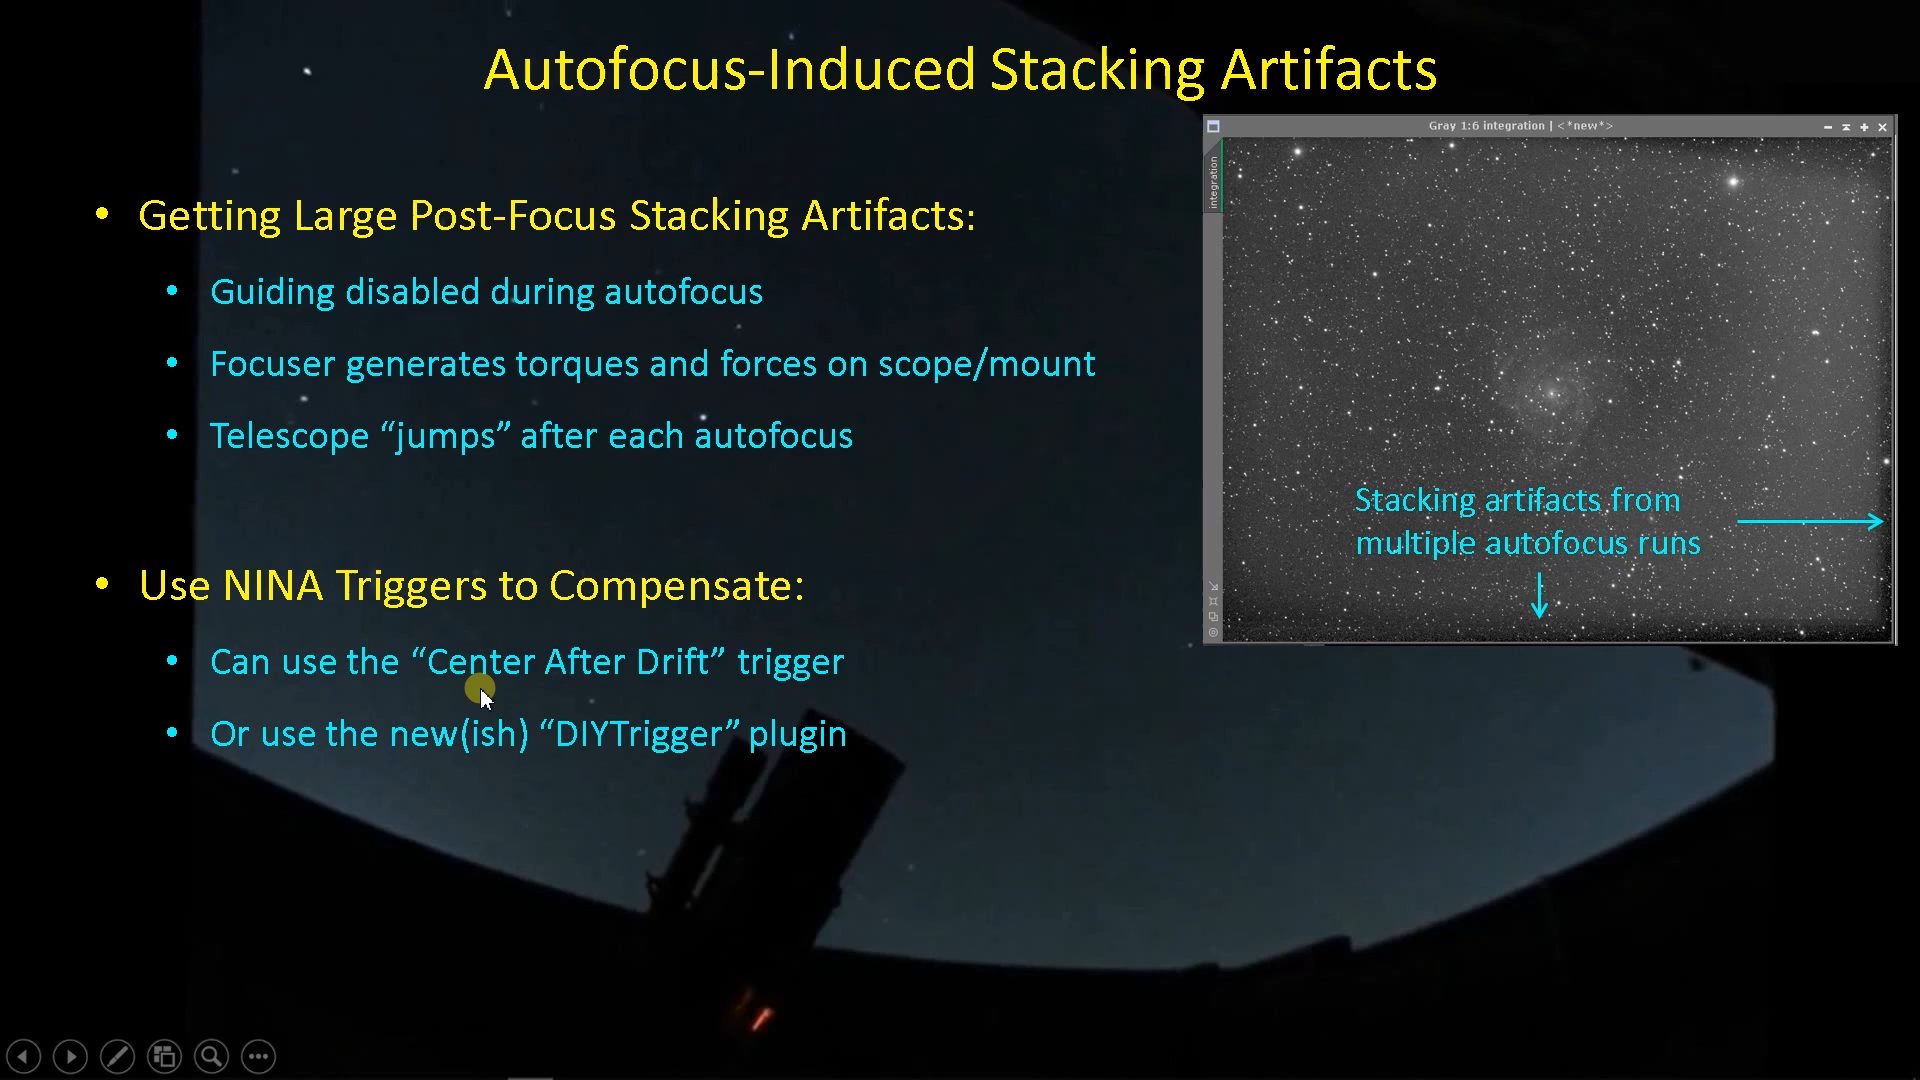 Autofocus-Induced Stacking Artifacts
• Getting Large Post-Focus Stacking Artifacts:
• Guiding disabled during autofocus
• Focuser generates torques and forces on scope/mount
• Telescope “jumps” after each autofocus
• Use NINA Triggers to Compensate:
• Can use the “Center After Drift” trigger
• Or use the new(ish) “DIYTrigger” plugin
Gray 1:6 integration | <*new*>
integration
Stacking artifacts from
multiple autofocus runs